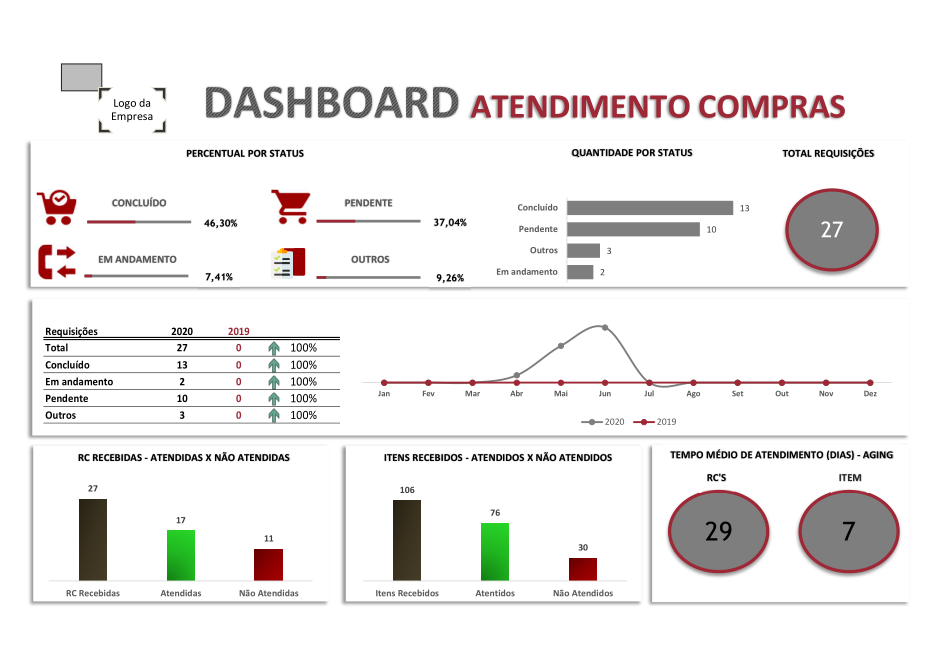 Logo da
Empresa
DASHBOARD ATENDIMENTO COMPRAS
PERCENTUAL POR STATUS
CONCLUÍDO
46,30%
PENDENTE
37,04%
EM ANDAMENTO
7,41%
OUTROS
9,26%
QUANTIDADE POR STATUS
Concluído 13
Pendente 10
Outros 3
Em andamento 2
TOTAL REQUISIÇÕES
27
Requisições 2020 2019
Total 27 0 100%
Concluído 13 0 100%
Em andamento 2 0 100%
Pendente 10 0 100%
Outros 3 0 100%
Jan Fev Mar Abr Mai Jun Jul Ago Set Out Nov Dez
2020 2019
RC RECEBIDAS - ATENDIDAS X NÃO ATENDIDAS
27
17
11
RC Recebidas Atendidas Não Atendidas
ITENS RECEBIDOS - ATENDIDOS X NÃO ATENDIDOS
106
76
30
Itens Recebidos Atentidos Não Atendidos
TEMPO MÉDIO DE ATENDIMENTO (DIAS) - AGING
RC'S ITEM
29 7